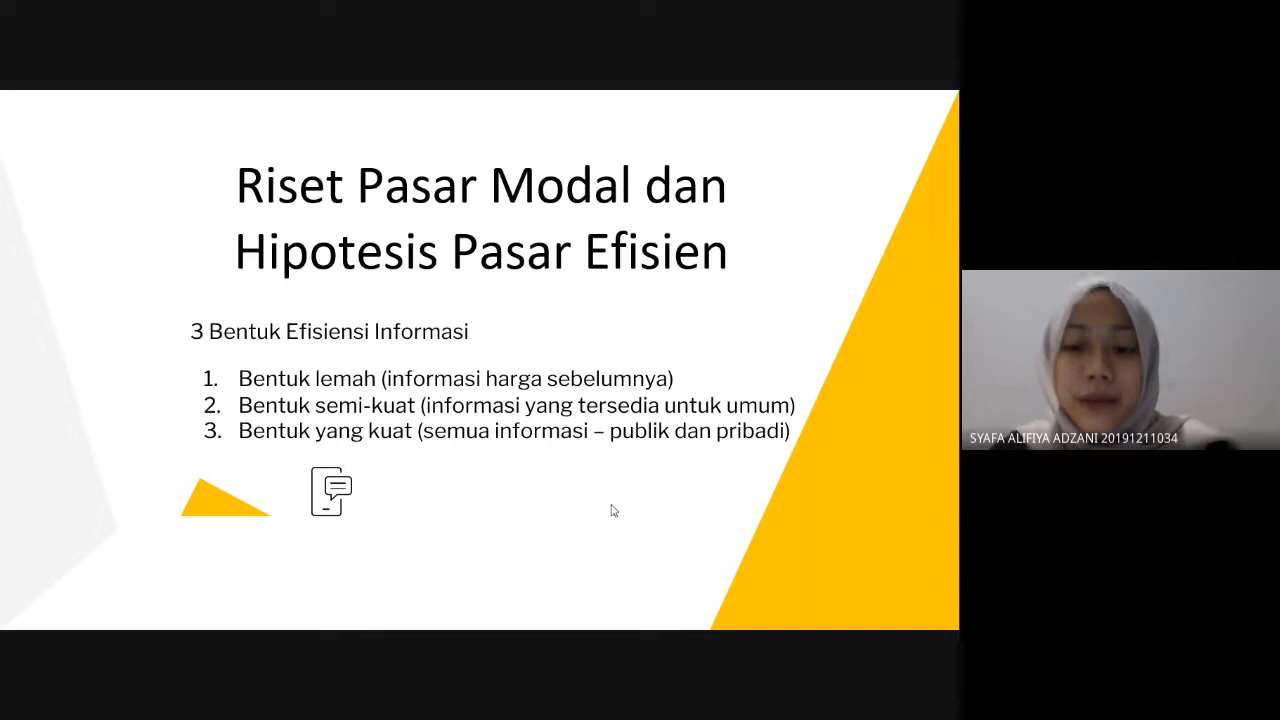 Riset Pasar Modal dan
Hipotesis Pasar Efisien
3 Bentuk Efisiensi Informasi
1. Bentuk lemah (informasi harga sebelumnya)
2. Bentuk semi-kuat (informasi yang tersedia untuk umum)
3. Bentuk yang kuat (semua informasi – publik dan pribadi)
SYAFA ALIFIYA ADZANI 20191211034